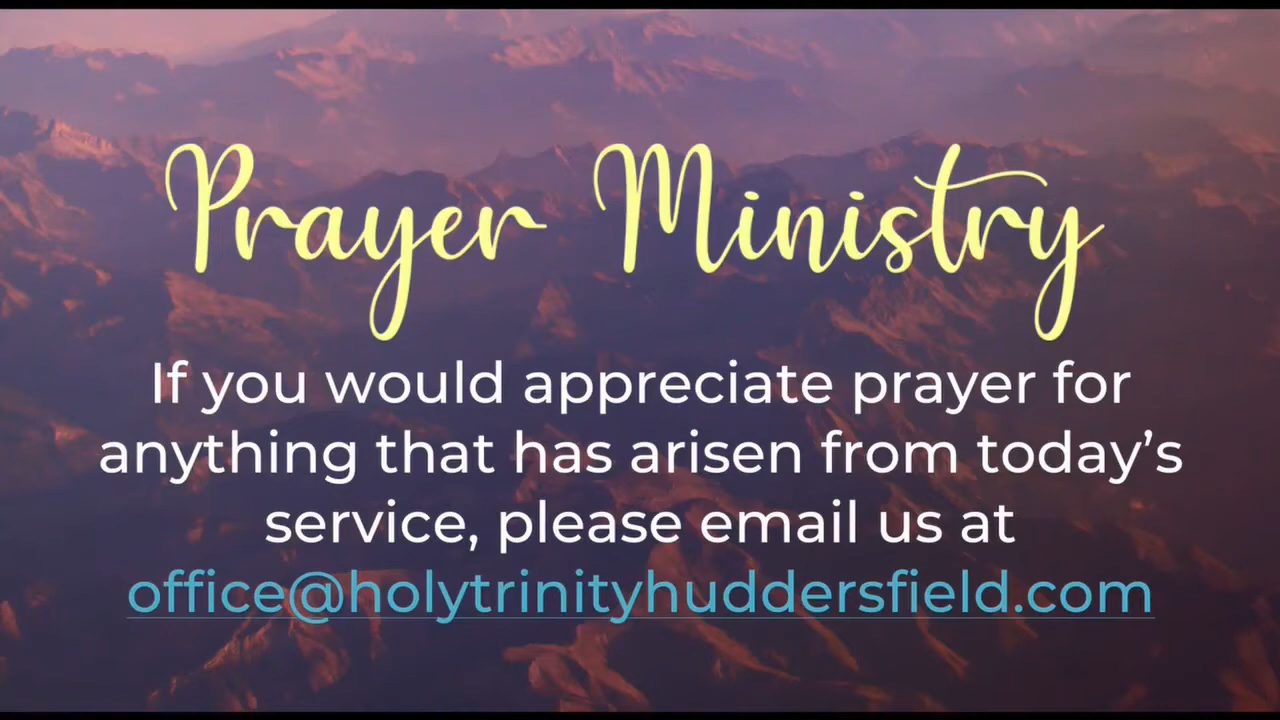 Prayer Ministry
If you would appreciate prayer for
anything that has arisen from today’s
service, please email us at
office@holytrinityhuddersfield.com